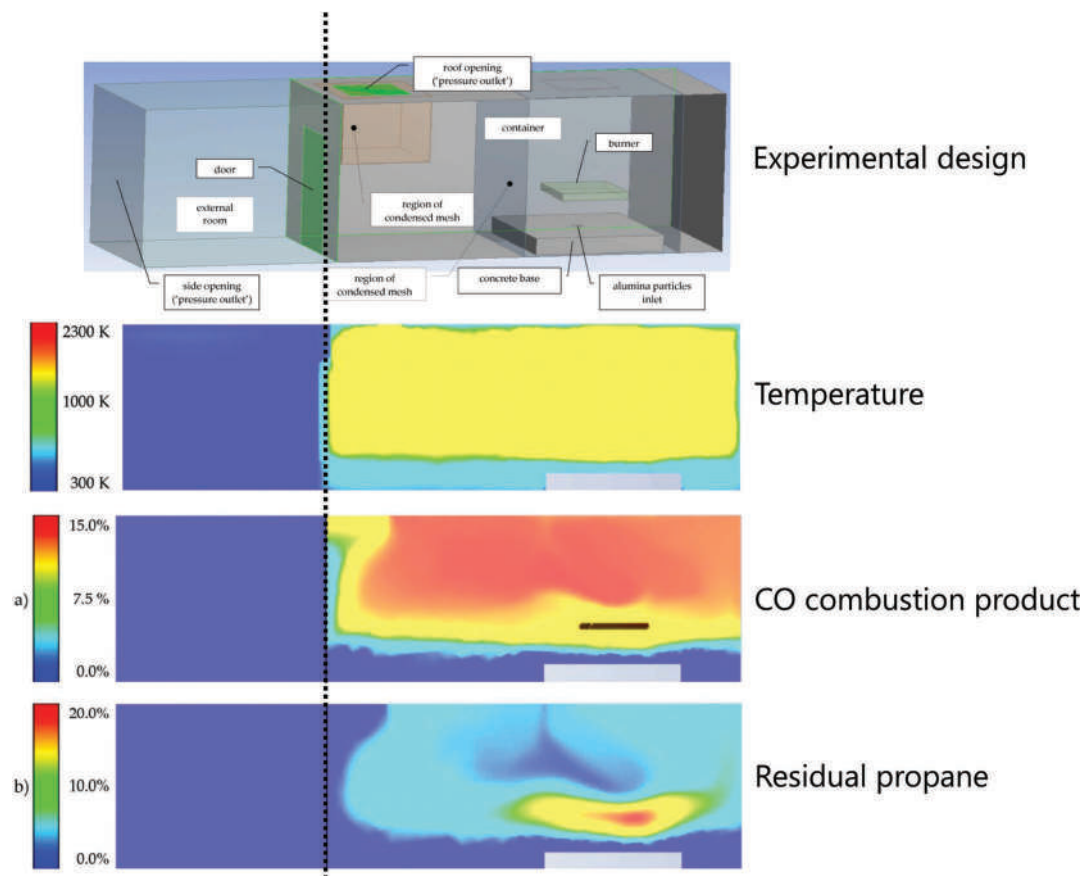 roof opening
('pressure outlet')
container
burner
door
external
room
region of
condensed mesh
side opening
('pressure outlet')
region of
condensed mesh
concrete base
alumina particles
inlet
Experimental design
2300 K
1000 K
300 K
Temperature
a)
15.0%
7.5 %
0.0%
CO combustion product
b)
20.0%
10.0%
0.0%
Residual propane